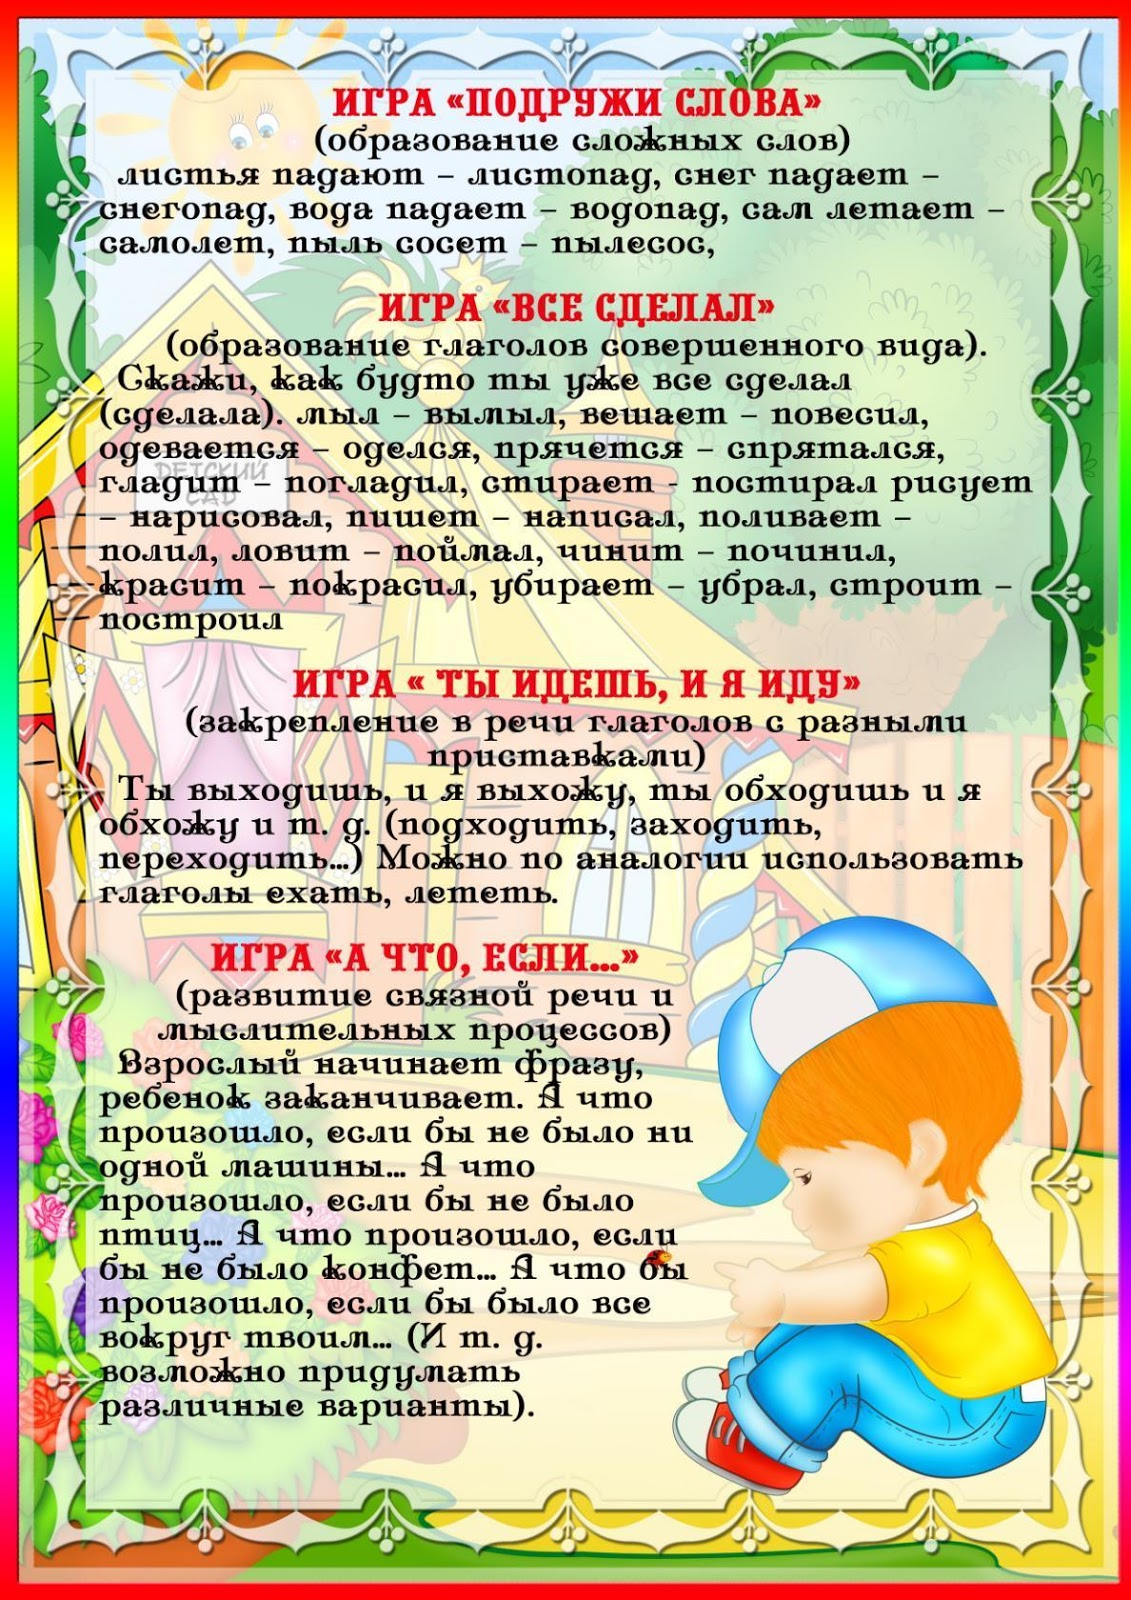 ИГРА «ПОДРУЖИ СЛОВА»
(образование сложных слов)
листья падают – листопад, снег падает –
снегопад, вода падает – водопад, сам летает –
самолет, пыль сосет – пылесос,
ИГРА «ВСЕ СДЕЛАЛ»
(образование глаголов совершенного вида).
Скажи, как будто ты уже все сделал
(сделала). мыл – вымыл, вешает – повесил,
одевается – оделся, прячется – спрятался,
ДЕТСКИЙ
САД
гладит – погладил, стирает - постирал рисует
– нарисовал, пишет – написал, поливает –
полил, ловит – поймал, чинит – починил,
красит – покрасил, убирает – убрал, строит –
построил
ИГРА « ТЫ ИДЕШЬ, И Я ИДУ»
(закрепление в речи глаголов с разными
приставками)
Ты выходишь, и я выхожу, ты обходишь и я
обхожу и т. д. (подходить, заходить,
переходить...) Можно по аналогии использовать
глаголы ехать, лететь.
ИГРА «А ЧТО, ЕСЛИ...»
(развитие связной речи и
мыслительных процессов)
Взрослый начинает фразу,
ребенок заканчивает. А что
произошло, если бы не было ни
одной машины... А что
произошло, если бы не было
птиц... А что произошло, если
бы не было конфет... А что бы
произошло, если бы было все
вокруг твоим... (И т. д.
возможно придумать
различные варианты).